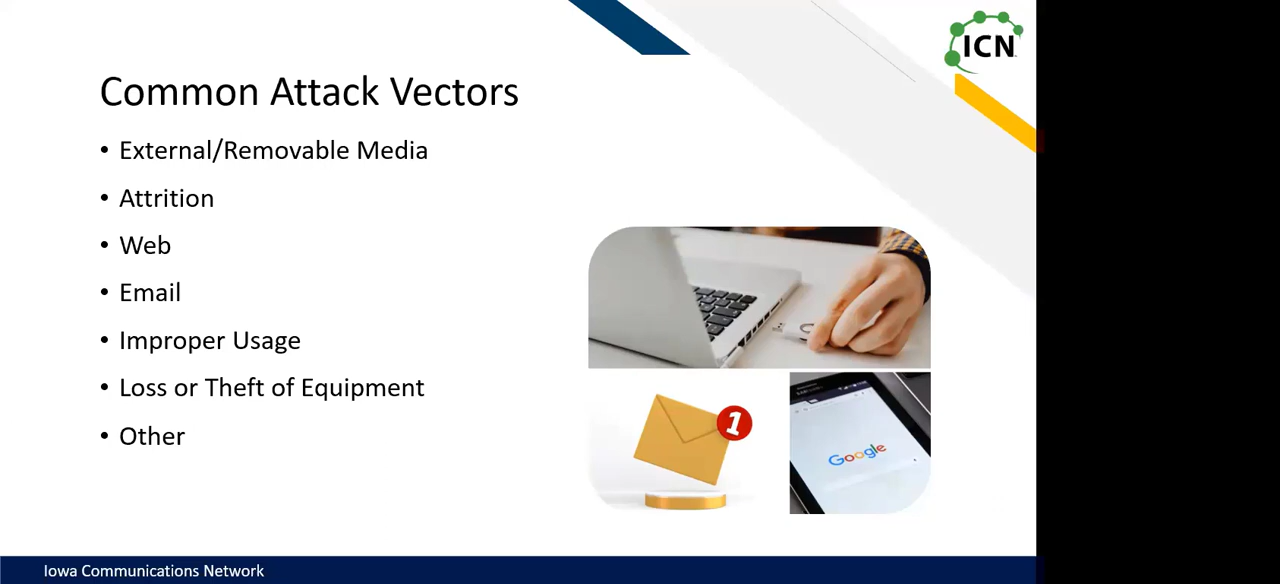 ICN
Common Attack Vectors
• External/Removable Media
• Attrition
• Web
• Email
• Improper Usage
• Loss or Theft of Equipment
• Other
1
Google
Iowa Communications Network